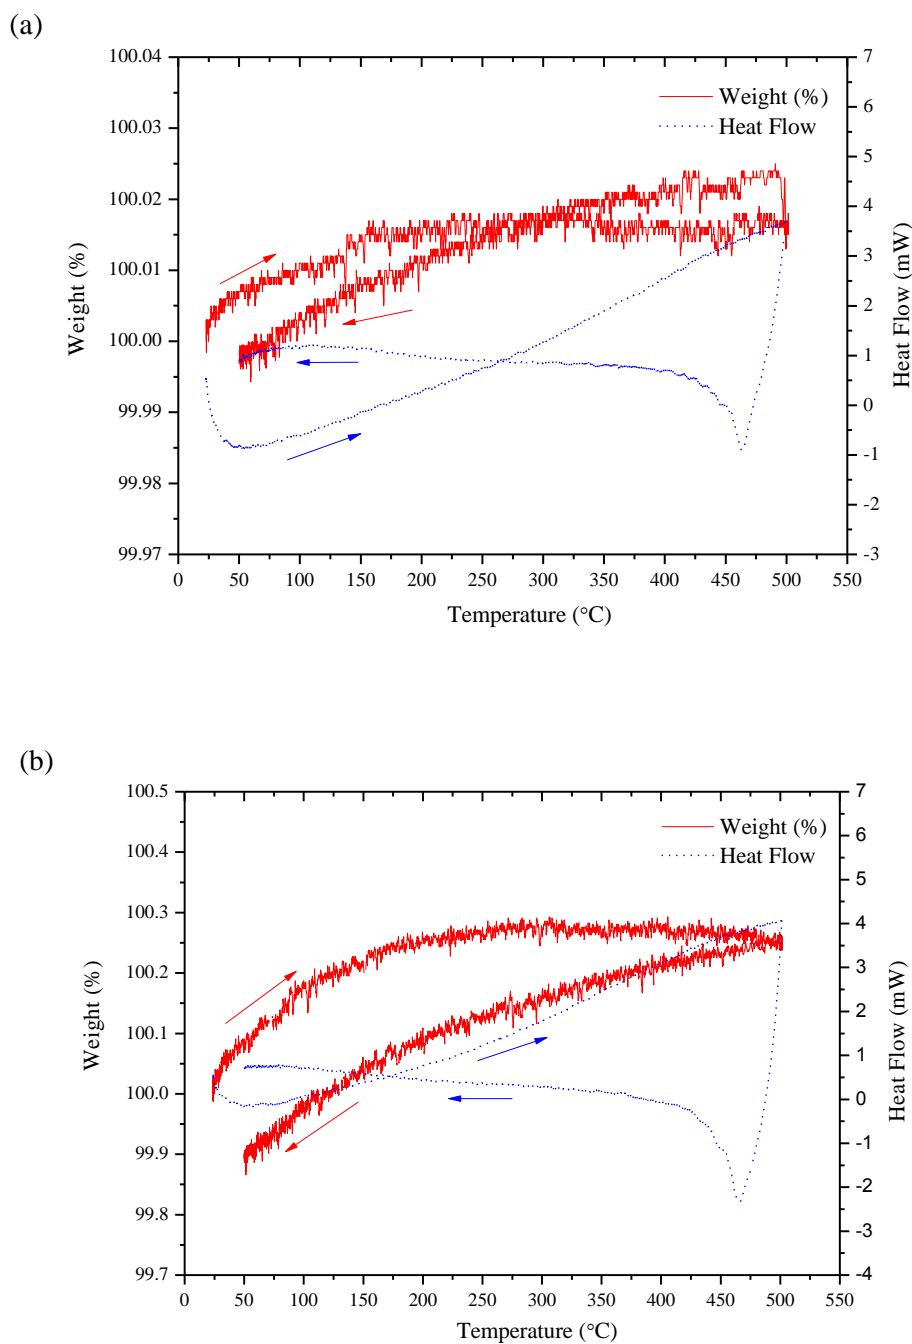 (a)
100.04
100.03
100.02
100.01
100.00
99.99
99.98
99.97
Weight (%)
7
6
5
4
3
2
1
0
-1
-2
-3
Heat Flow (mW)
Weight (%)
Heat Flow
0 50 100 150 200 250 300 350 400 450 500 550
Temperature (°C)
(b)
100.5
100.4
100.3
100.2
100.1
100.0
99.9
99.8
99.7
Weight (%)
7
6
5
4
3
2
1
0
-1
-2
-3
-4
Heat Flow (mW)
Weight (%)
Heat Flow
0 50 100 150 200 250 300 350 400 450 500 550
Temperature (°C)